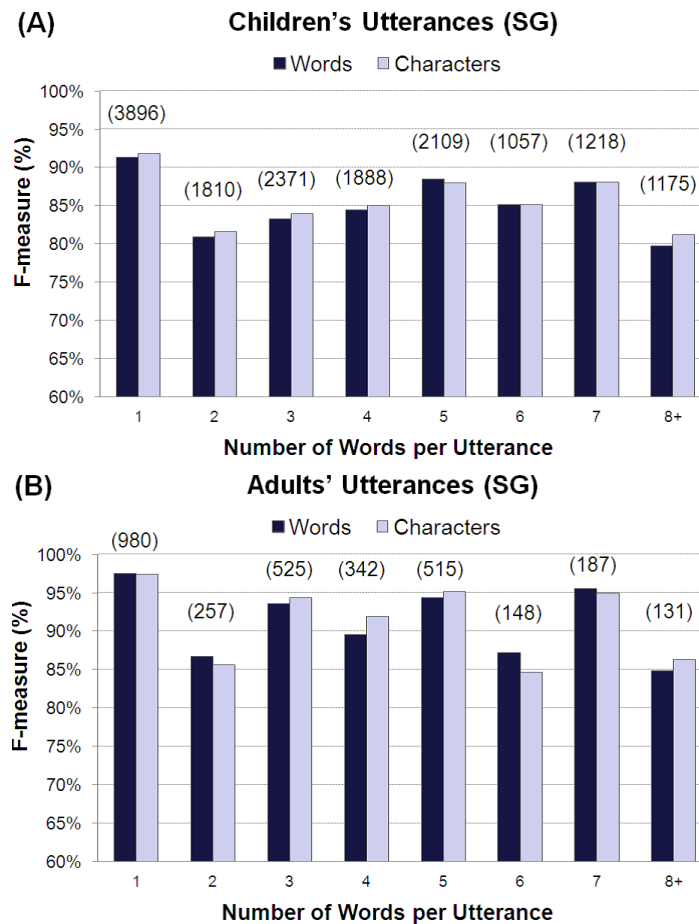 (A) Children's Utterances (SG)
Words Characters
F-measure (%)
100%
95%
90%
85%
80%
75%
70%
65%
60%
(3896) (1810) (2371) (1888) (2109) (1057) (1218) (1175)
1 2 3 4 5 6 7 8+
Number of Words per Utterance
(B) Adults' Utterances (SG)
Words Characters
F-measure (%)
100%
95%
90%
85%
80%
75%
70%
65%
60%
(980) (257) (525) (342) (515) (148) (187) (131)
1 2 3 4 5 6 7 8+
Number of Words per Utterance